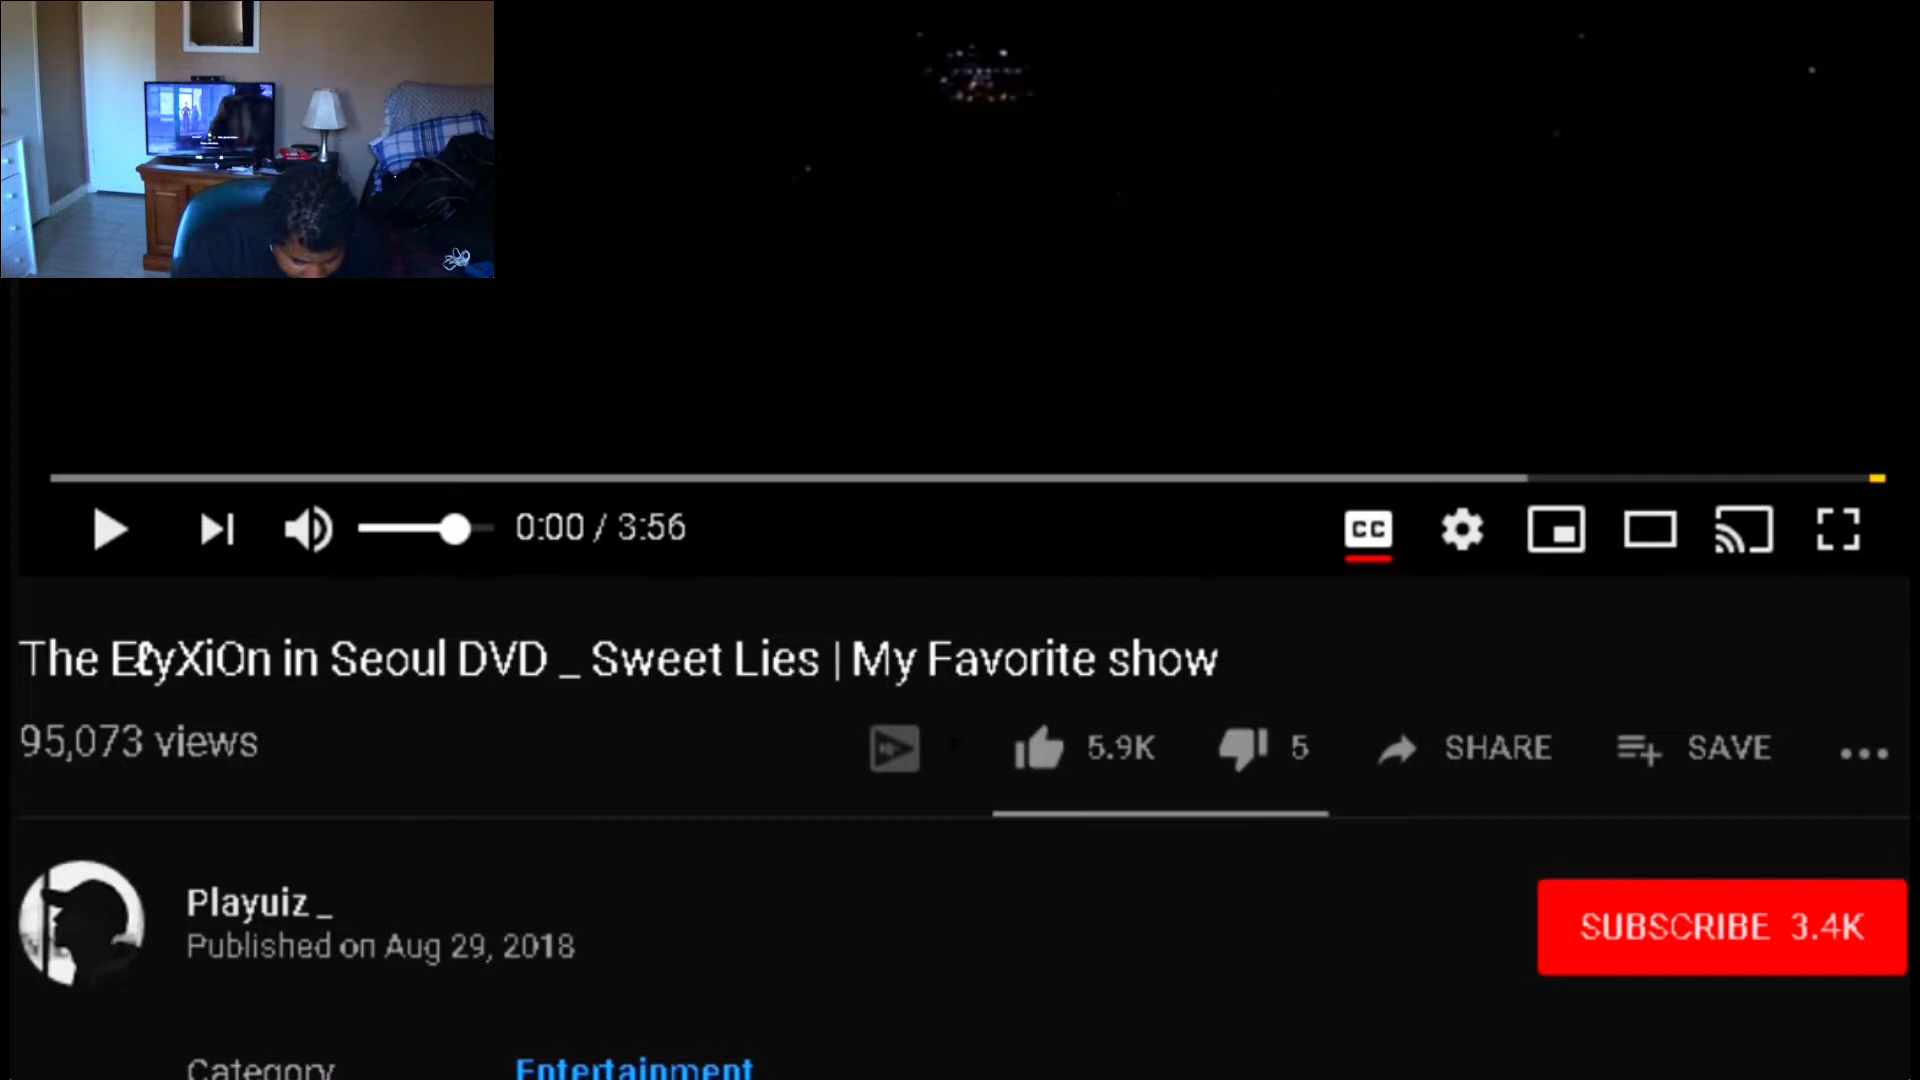 0:00 / 3:56
CC
The EℓyXiOn in Seoul DVD _ Sweet Lies | My Favorite show
95,073 views
5.9K
5
SHARE
SAVE
Playuiz _
Published on Aug 29, 2018
SUBSCRIBE 3.4K
Category
Entertainment